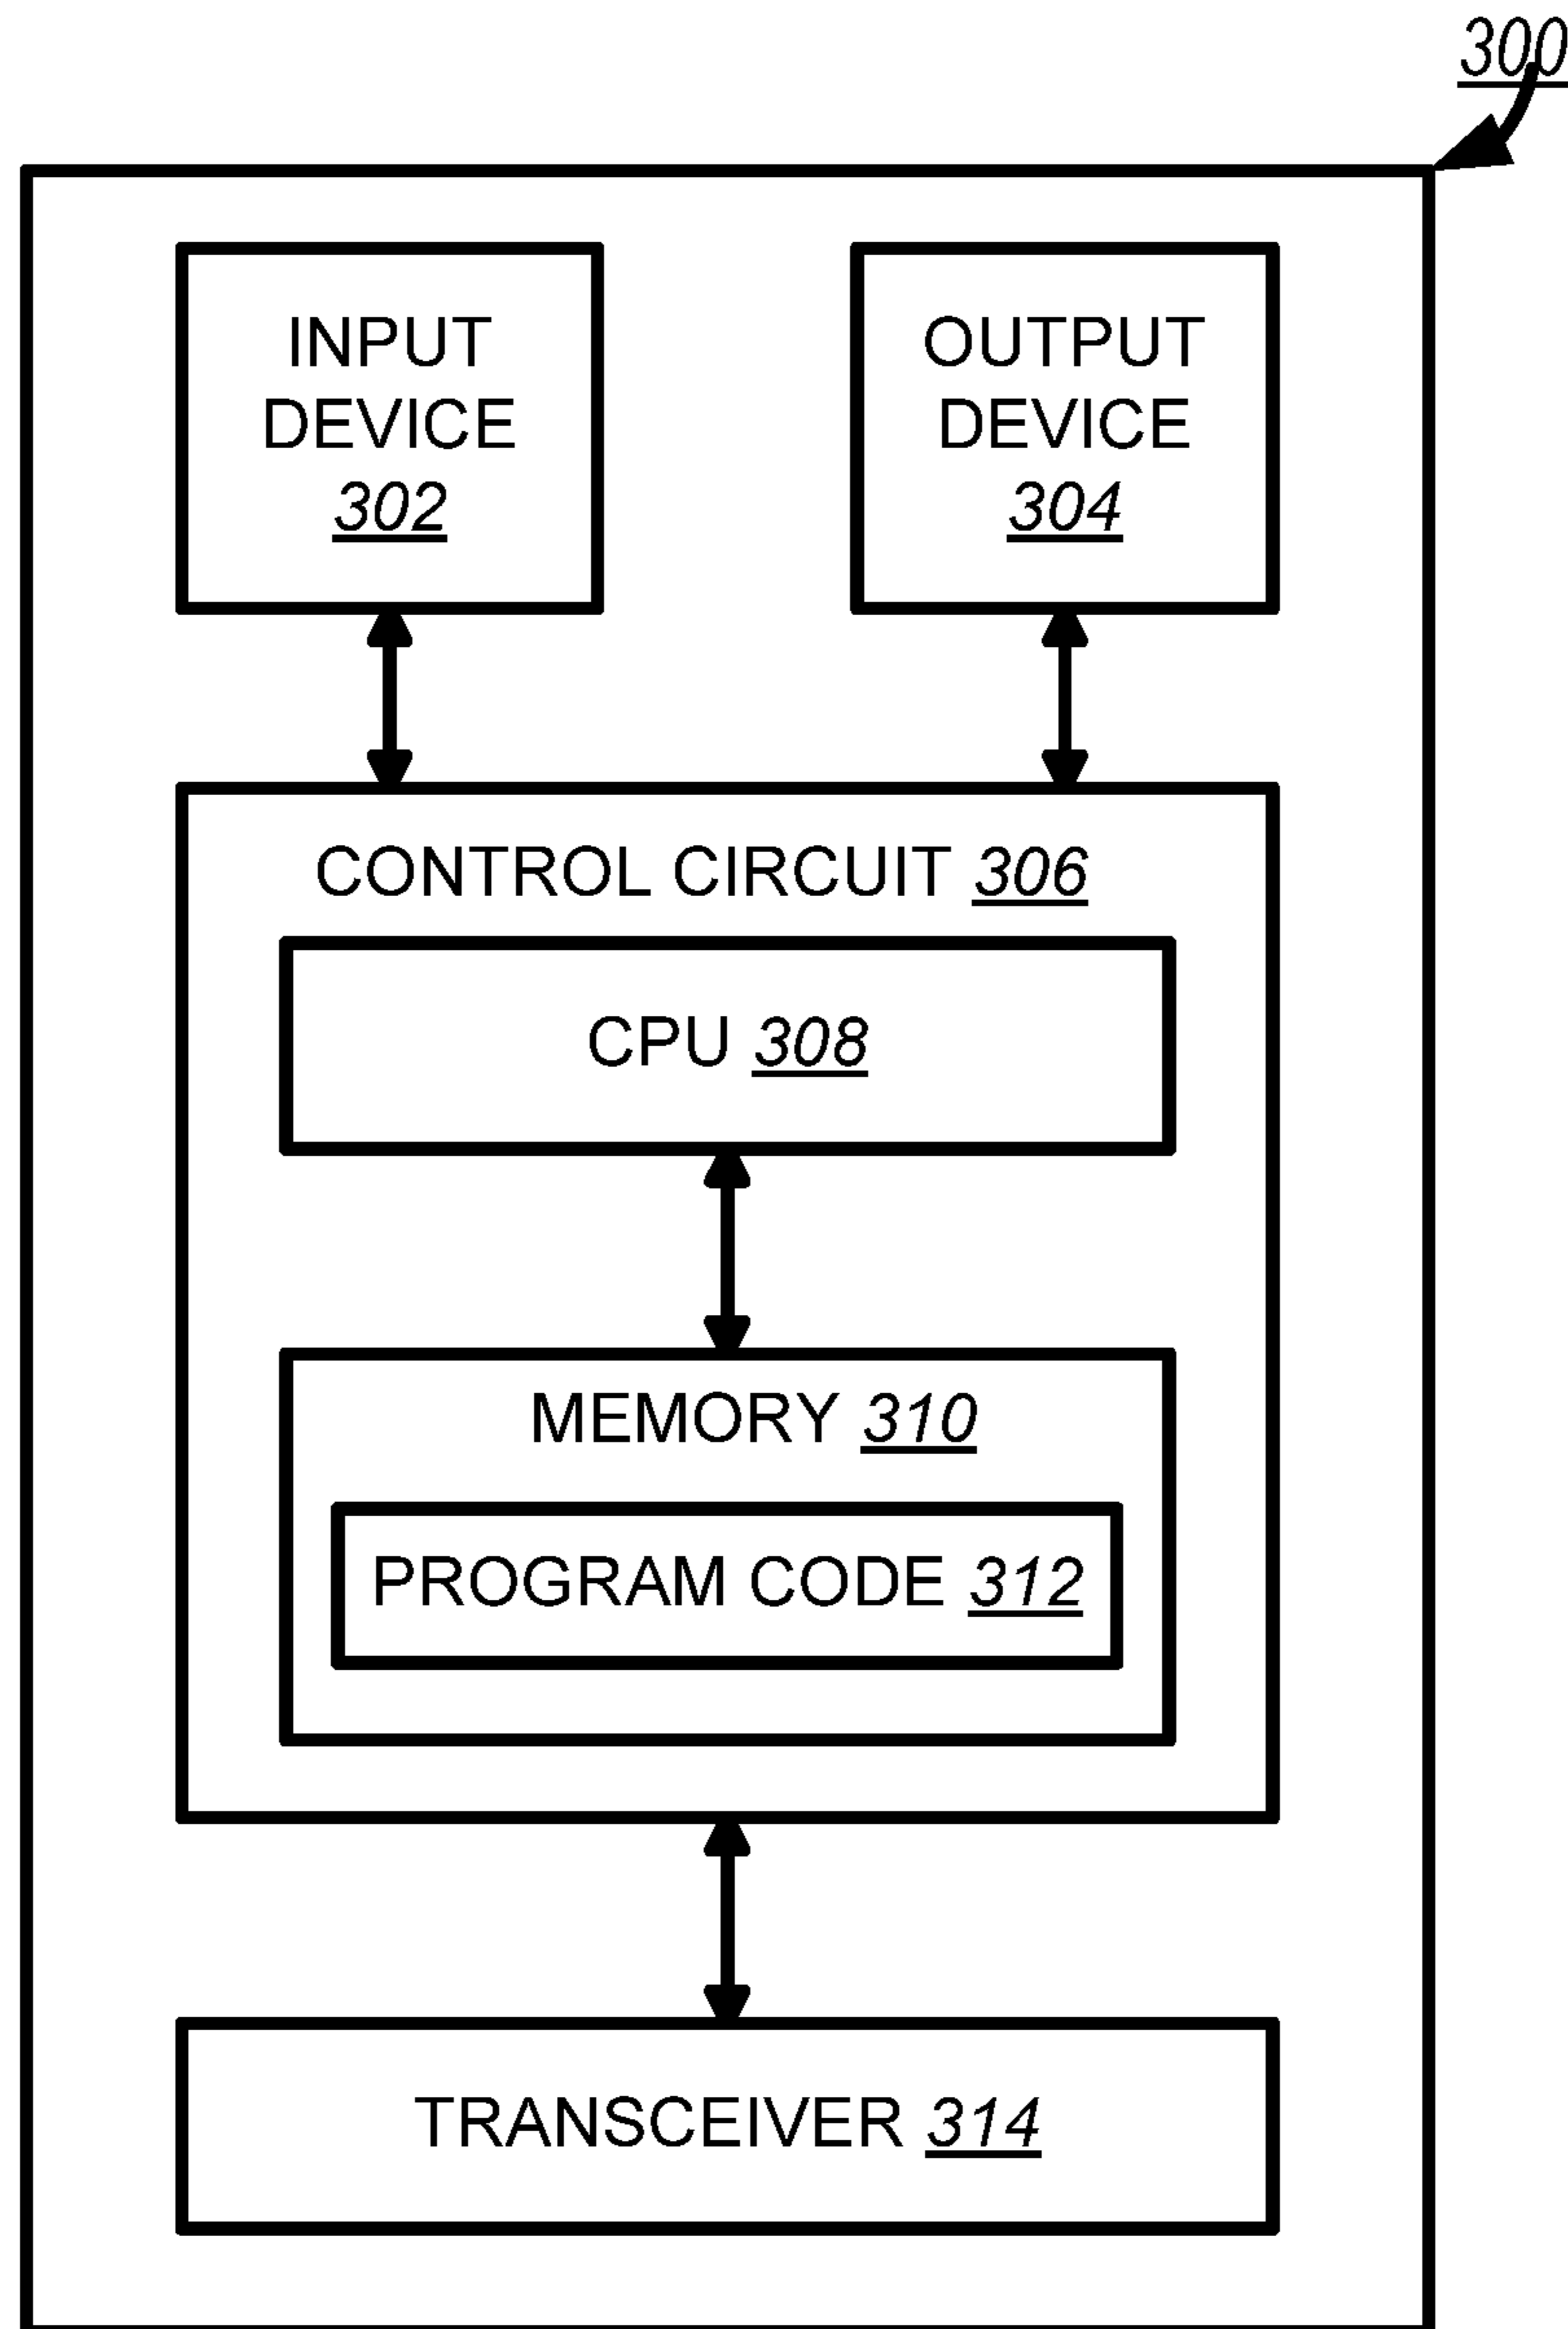 300
INPUT
DEVICE
302
OUTPUT
DEVICE
304
CONTROL CIRCUIT 306
CPU 308
MEMORY 310
PROGRAM CODE 312
TRANSCEIVER 314